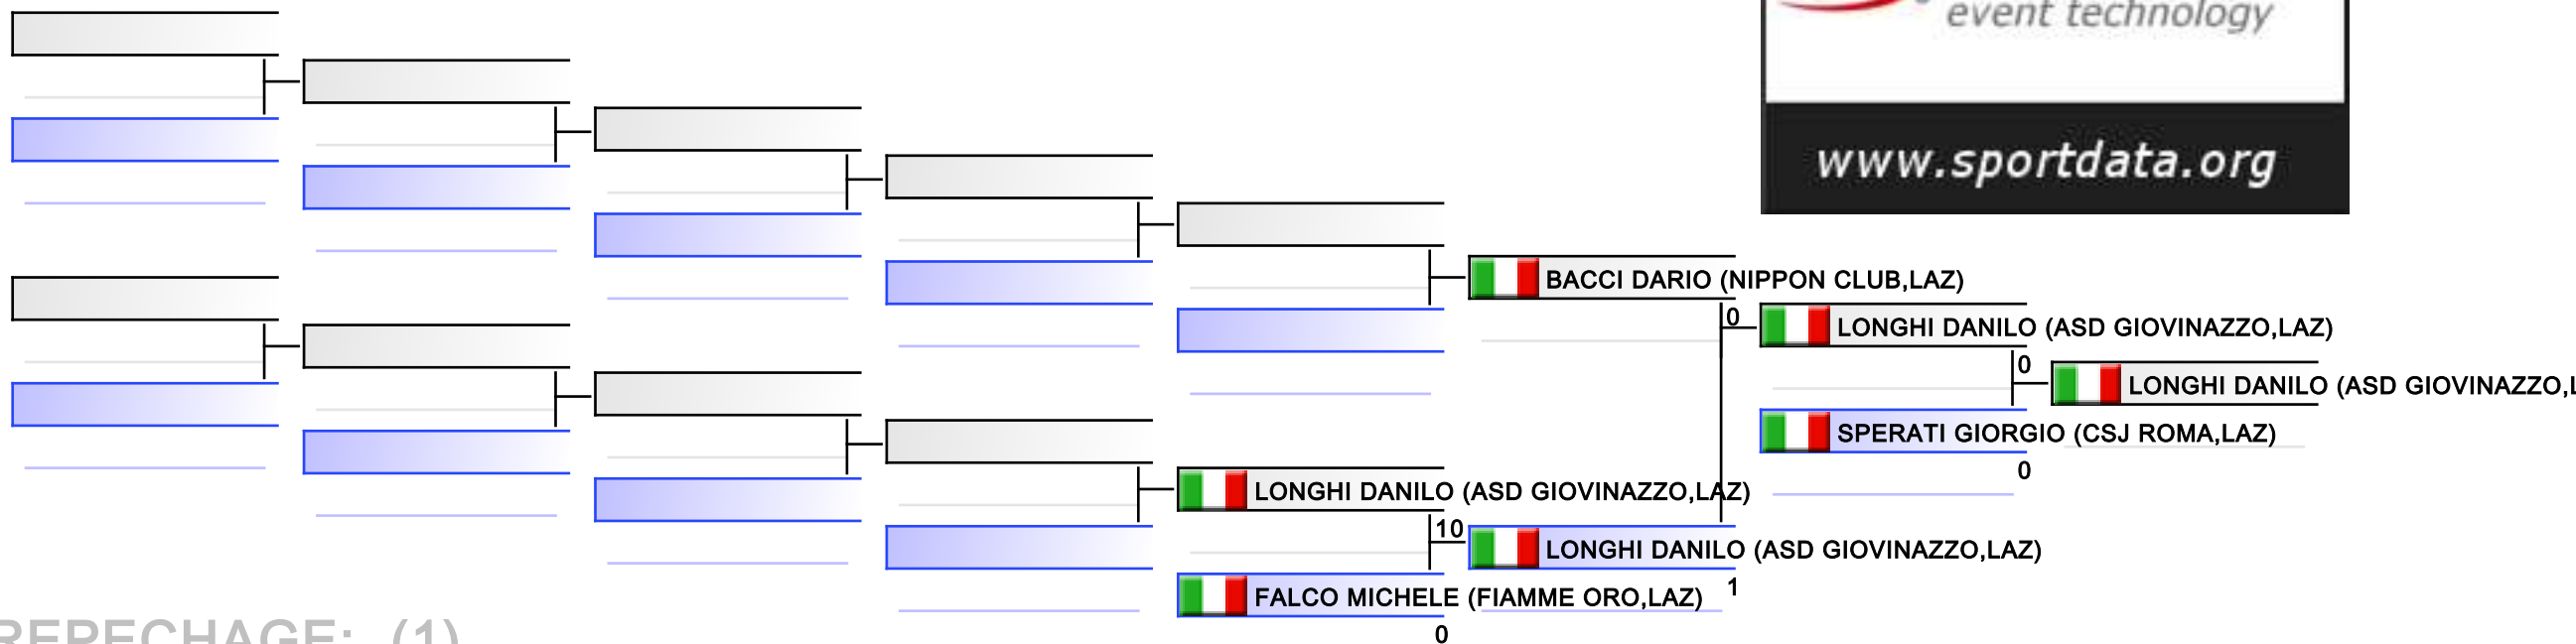 event technology
www.sportdata.org
BACCI DARIO (NIPPON CLUB,LAZ)
0
LONGHI DANILO (ASD GIOVINAZZO,LAZ)
0
LONGHI DANILO (ASD GIOVINAZZO,L
SPERATI GIORGIO (CSJ ROMA,LAZ)
0
LONGHI DANILO (ASD GIOVINAZZO,LAZ)
10
LONGHI DANILO (ASD GIOVINAZZO,LAZ)
1
FALCO MICHELE (FIAMME ORO,LAZ)
0
REPECHAGE: (1)